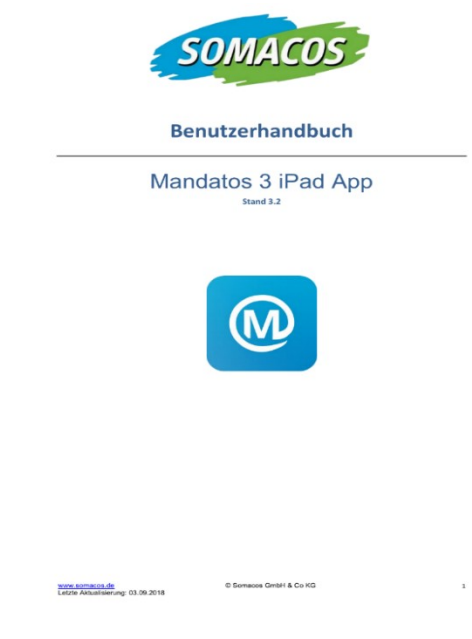 SOMACOS
Benutzerhandbuch
Mandatos 3 iPad App
Stand 3.2
M
www.somacos.de © Somacos GmbH & Co KG 1
Letzte Aktualisierung: 03.09.2018